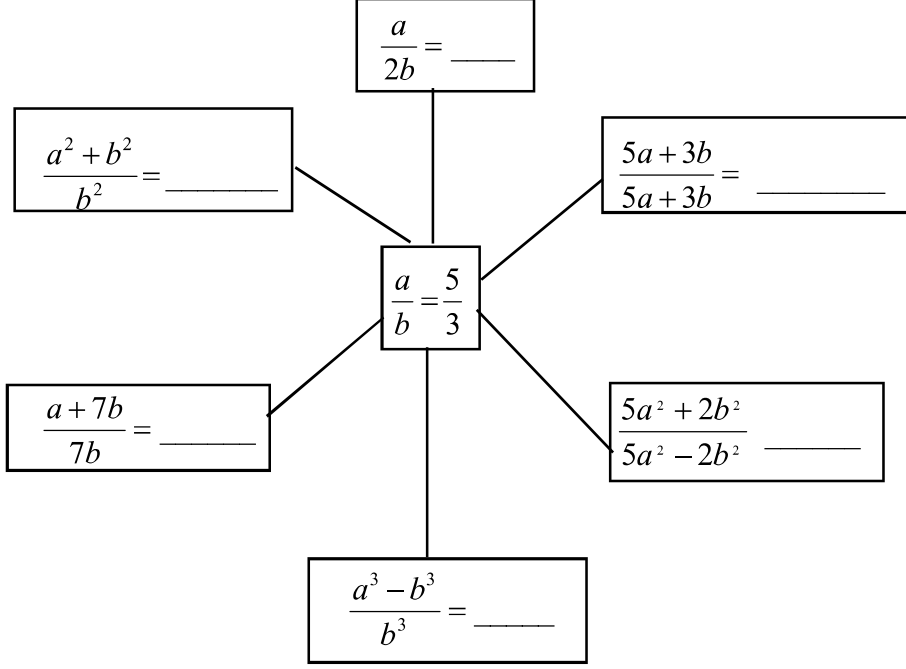 a/2b = ____
(a² + b²)/b² = _______
(5a + 3b)/(5a + 3b) = ________
a/b = 5/3
(a + 7b)/7b = ______
(5a² + 2b²)/(5a² − 2b²) ______
(a³ − b³)/b³ = _____